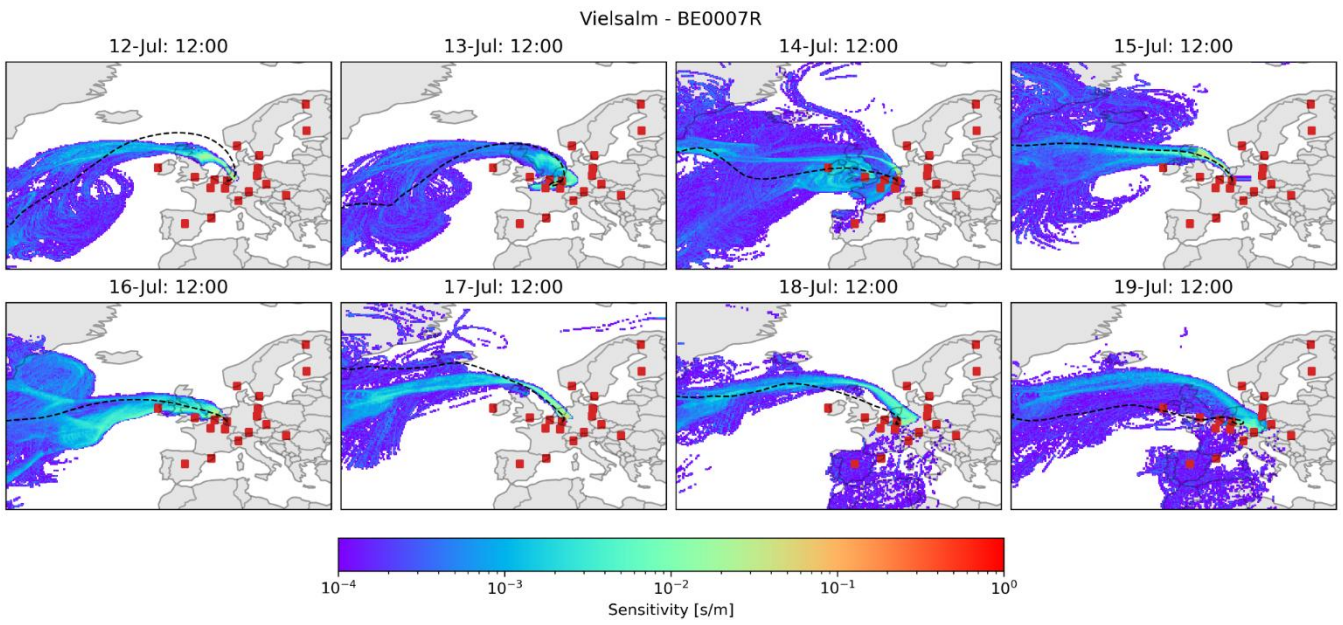 Vielsalm - BE0007R
12-Jul: 12:00 13-Jul: 12:00 14-Jul: 12:00 15-Jul: 12:00
16-Jul: 12:00 17-Jul: 12:00 18-Jul: 12:00 19-Jul: 12:00
10⁻⁴ 10⁻³ 10⁻² 10⁻¹ 10⁰
Sensitivity [s/m]